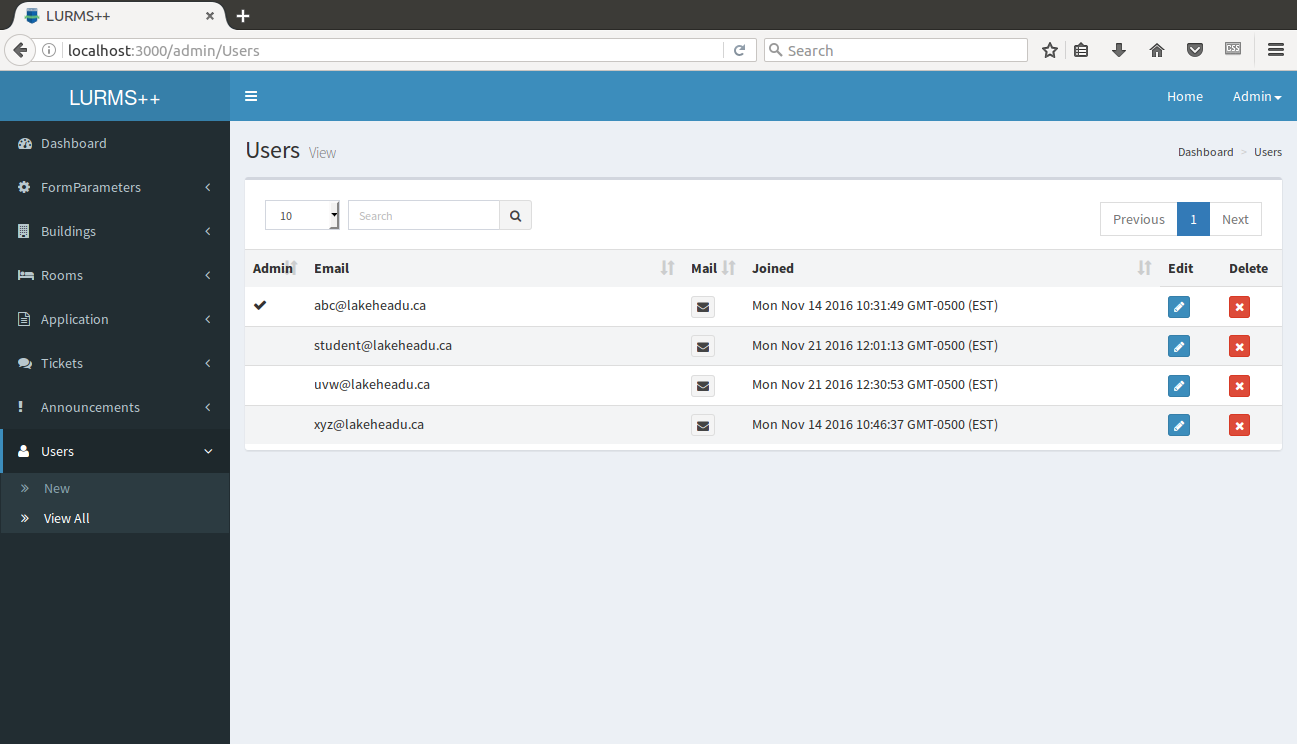 LURMS++
localhost:3000/admin/Users
Search
CSS
LURMS++
Home
Admin
Dashboard
FormParameters
Buildings
Rooms
Application
Tickets
Announcements
Users
New
View All
Users View
Dashboard > Users
10
Search
Previous 1 Next
Admin Email Mail Joined Edit Delete
abc@lakeheadu.ca Mon Nov 14 2016 10:31:49 GMT-0500 (EST)
student@lakeheadu.ca Mon Nov 21 2016 12:01:13 GMT-0500 (EST)
uvw@lakeheadu.ca Mon Nov 21 2016 12:30:53 GMT-0500 (EST)
xyz@lakeheadu.ca Mon Nov 14 2016 10:46:37 GMT-0500 (EST)